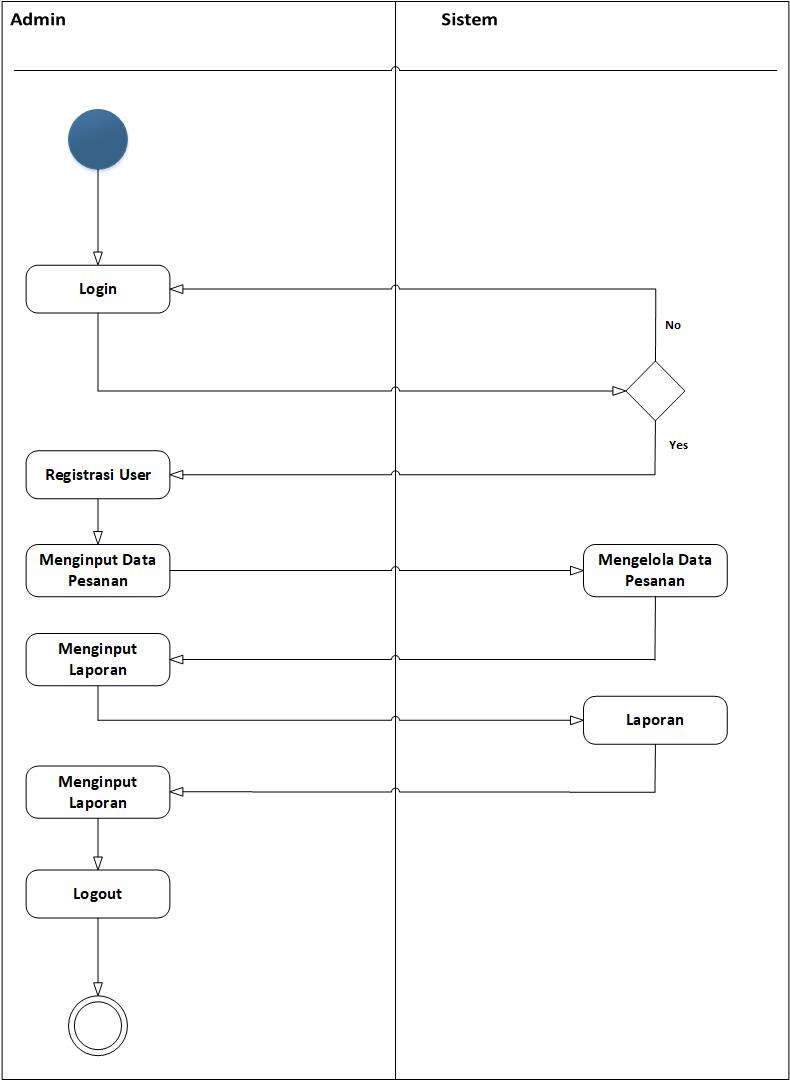 Admin
Sistem
Login
No
Yes
Registrasi User
Menginput Data
Pesanan
Mengelola Data
Pesanan
Menginput
Laporan
Laporan
Menginput
Laporan
Logout